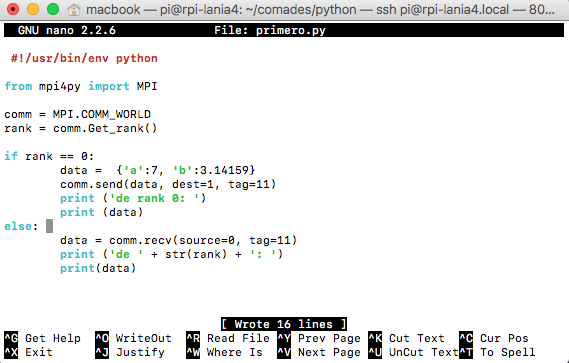 macbook — pi@rpi-lania4: ~/comades/python — ssh pi@rpi-lania4.local — 80...
GNU nano 2.2.6 File: primero.py
#!/usr/bin/env python
from mpi4py import MPI
comm = MPI.COMM_WORLD
rank = comm.Get_rank()
if rank == 0:
        data =  {'a':7, 'b':3.14159}
        comm.send(data, dest=1, tag=11)
        print ('de rank 0: ')
        print (data)
else:
        data = comm.recv(source=0, tag=11)
        print ('de ' + str(rank) + ': ')
        print(data)
[ Wrote 16 lines ]
^G Get Help ^O WriteOut ^R Read File ^Y Prev Page ^K Cut Text ^C Cur Pos
^X Exit ^J Justify ^W Where Is ^V Next Page ^U UnCut Text ^T To Spell